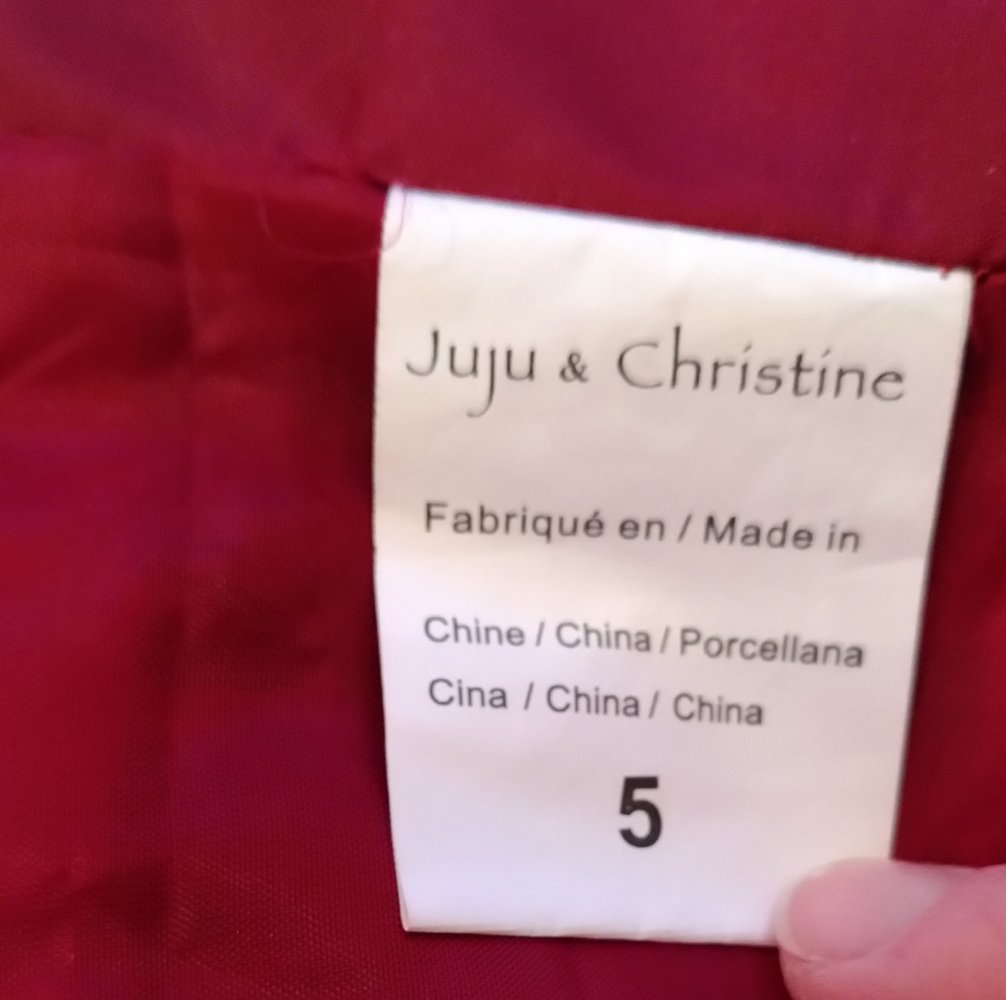 Juju & Christine
Fabriqué en / Made in
Chine / China / Porcellana
Cina / China / China
5